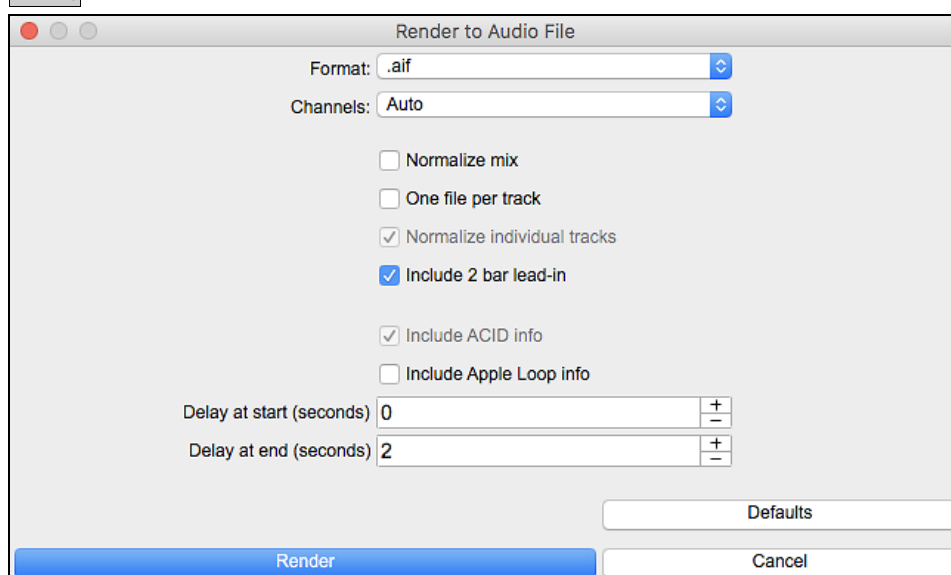 Render to Audio File
Format: .aif
Channels: Auto
Normalize mix
One file per track
Normalize individual tracks
Include 2 bar lead-in
Include ACID info
Include Apple Loop info
Delay at start (seconds) 0 + −
Delay at end (seconds) 2 + −
Defaults
Render Cancel